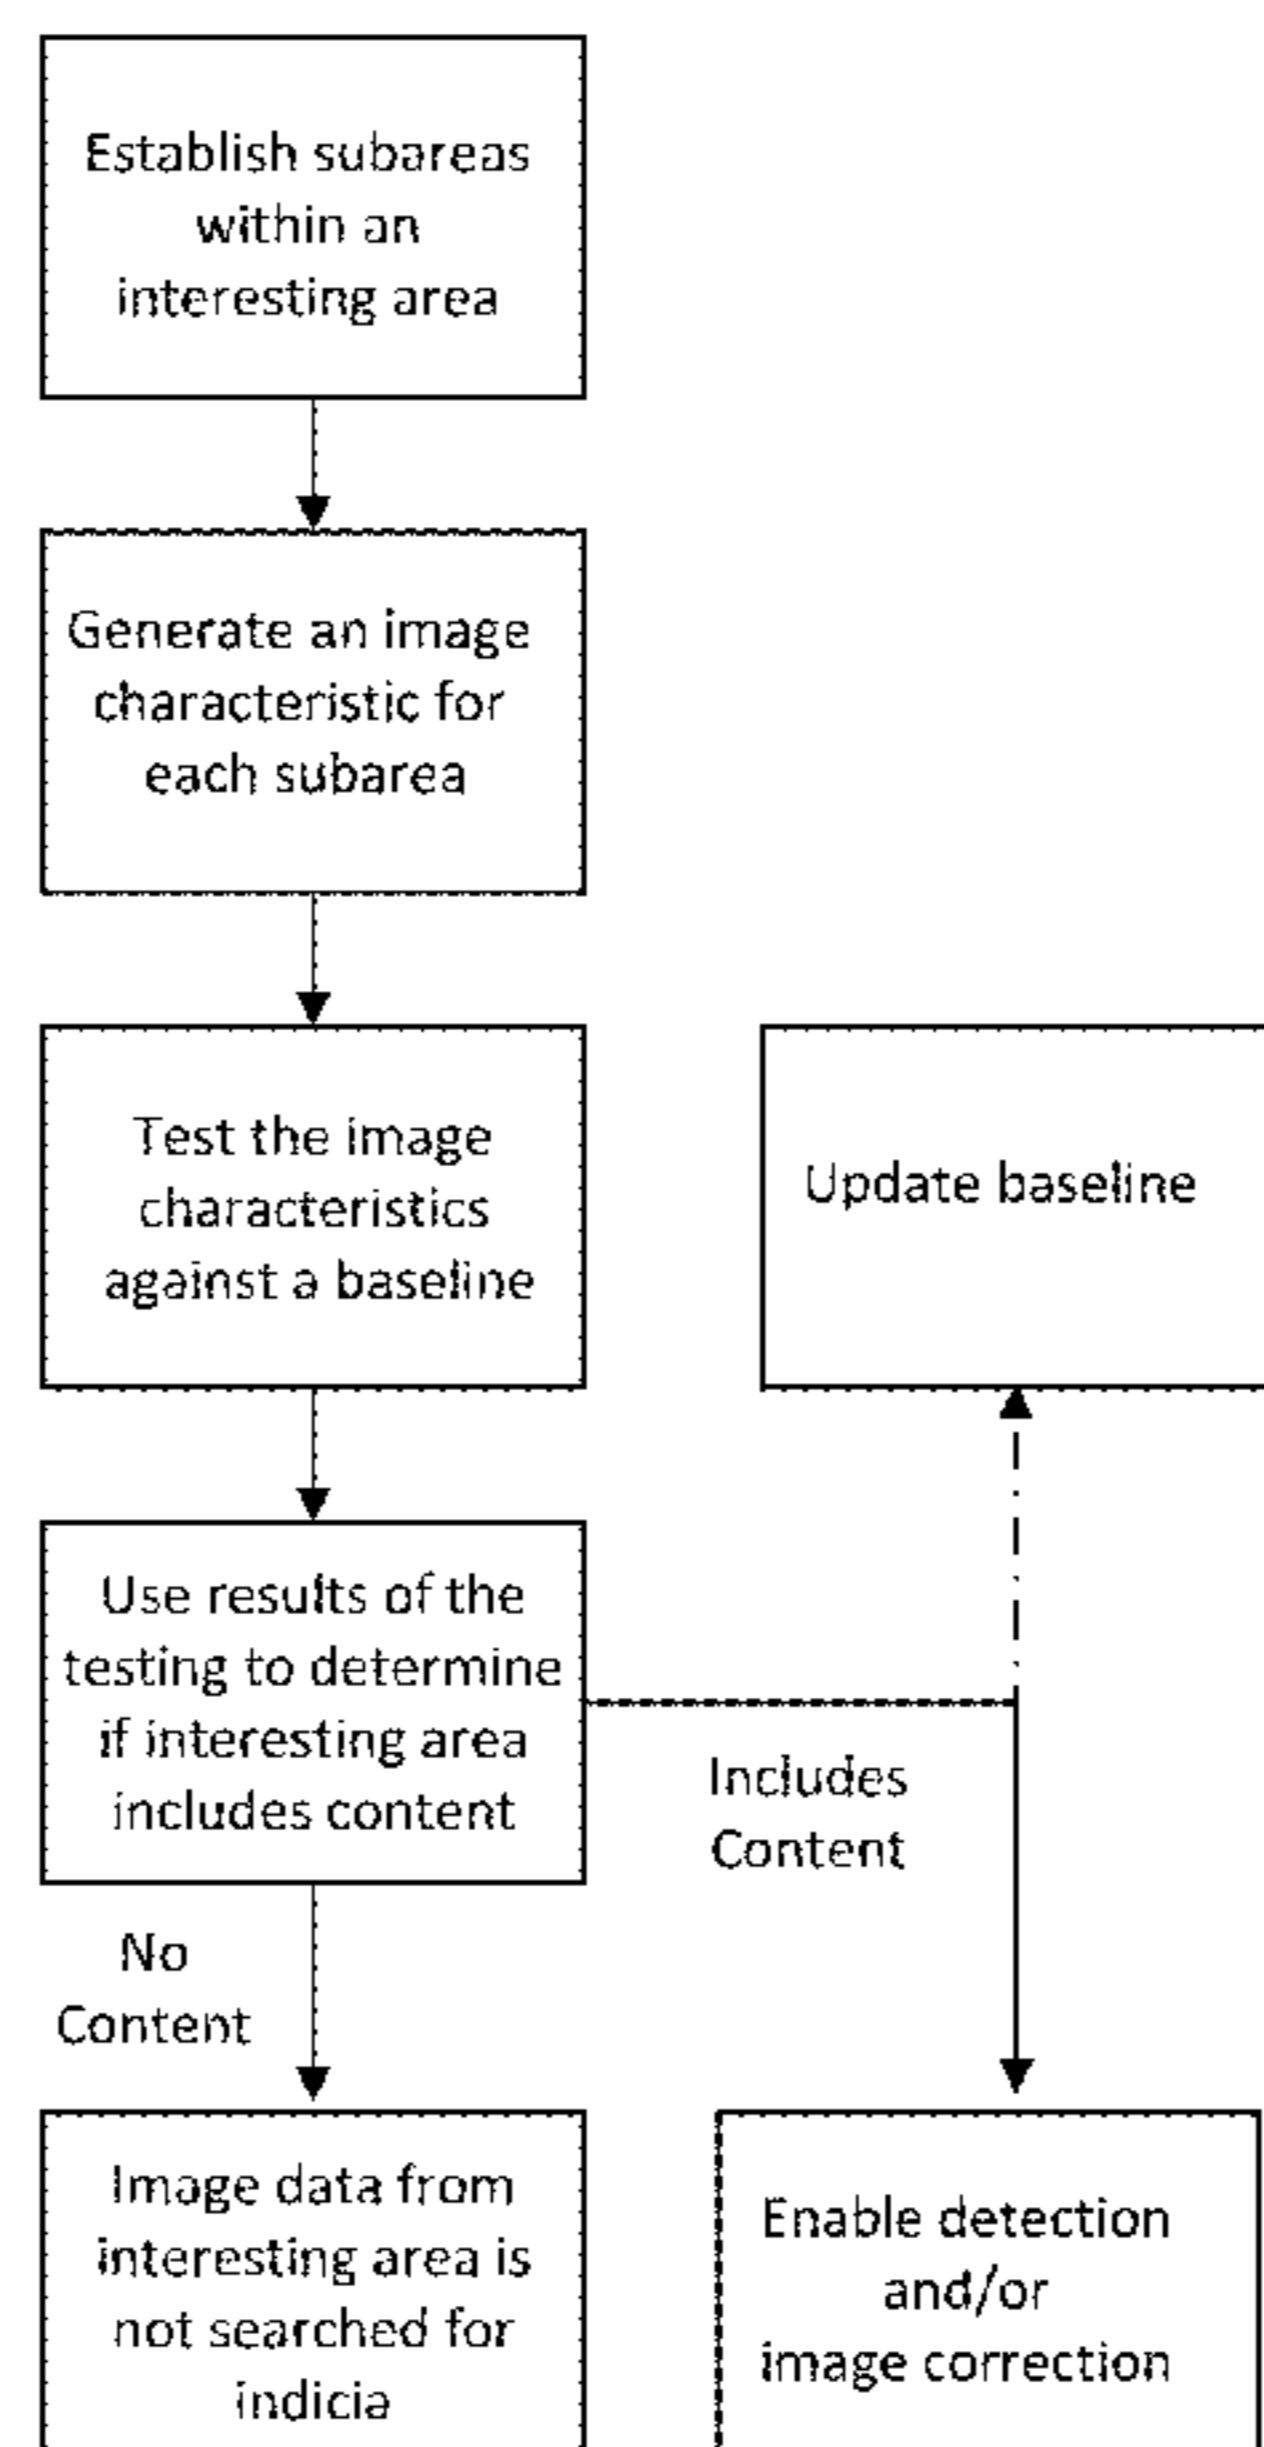 Establish subareas
within an
interesting area
Generate an image
characteristic for
each subarea
Test the image
characteristics
against a baseline
Update baseline
Use results of the
testing to determine
if interesting area
includes content
Includes
Content
No
Content
Image data from
interesting area is
not searched for
indicia
Enable detection
and/or
image correction